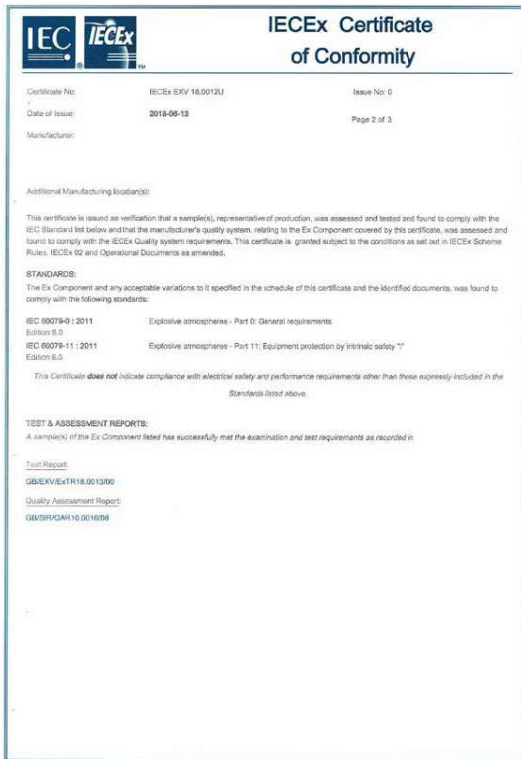 IEC
IECEx
®
TM
IECEx Certificate
of Conformity
Certificate No:
IECEx EXV 18.0012U
Issue No: 0
Date of Issue:
2018-06-13
Page 2 of 3
Manufacturer:
Additional Manufacturing location(s):
This certificate is issued as verification that a sample(s), representative of production, was assessed and tested and found to comply with the
IEC Standard list below and that the manufacturer's quality system, relating to the Ex Component covered by this certificate, was assessed and
found to comply with the IECEx Quality system requirements. This certificate is granted subject to the conditions as set out in IECEx Scheme
Rules, IECEx 02 and Operational Documents as amended.
STANDARDS:
The Ex Component and any acceptable variations to it specified in the schedule of this certificate and the identified documents, was found to
comply with the following standards:
IEC 60079-0 : 2011
Explosive atmospheres - Part 0: General requirements
Edition:6.0
IEC 60079-11 : 2011
Explosive atmospheres - Part 11: Equipment protection by intrinsic safety "i"
Edition:6.0
This Certificate does not indicate compliance with electrical safety and performance requirements other than those expressly included in the
Standards listed above.
TEST & ASSESSMENT REPORTS:
A sample(s) of the Ex Component listed has successfully met the examination and test requirements as recorded in
Test Report:
GB/EXV/ExTR18.0013/00
Quality Assessment Report: